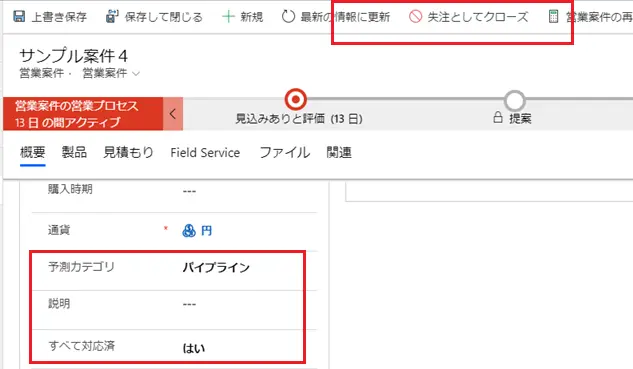 上書き保存 保存して閉じる 新規 最新の情報に更新 失注としてクローズ 営業案件の再
サンプル案件４
営業案件 · 営業案件
営業案件の営業プロセス
13 日 の間アクティブ
見込みありと評価 (13 日) 提案
概要 製品 見積もり Field Service ファイル 関連
購入時期 ---
通貨 * 円
予測カテゴリ パイプライン
説明 ---
すべて対応済 はい